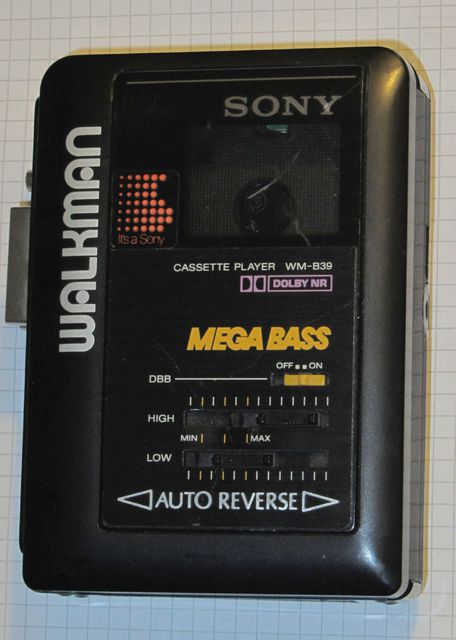 SONY
WALKMAN
It's a Sony
CASSETTE PLAYER WM-B39
DOLBY NR
MEGA BASS
OFF ON
DBB
HIGH
MIN MAX
LOW
AUTO REVERSE